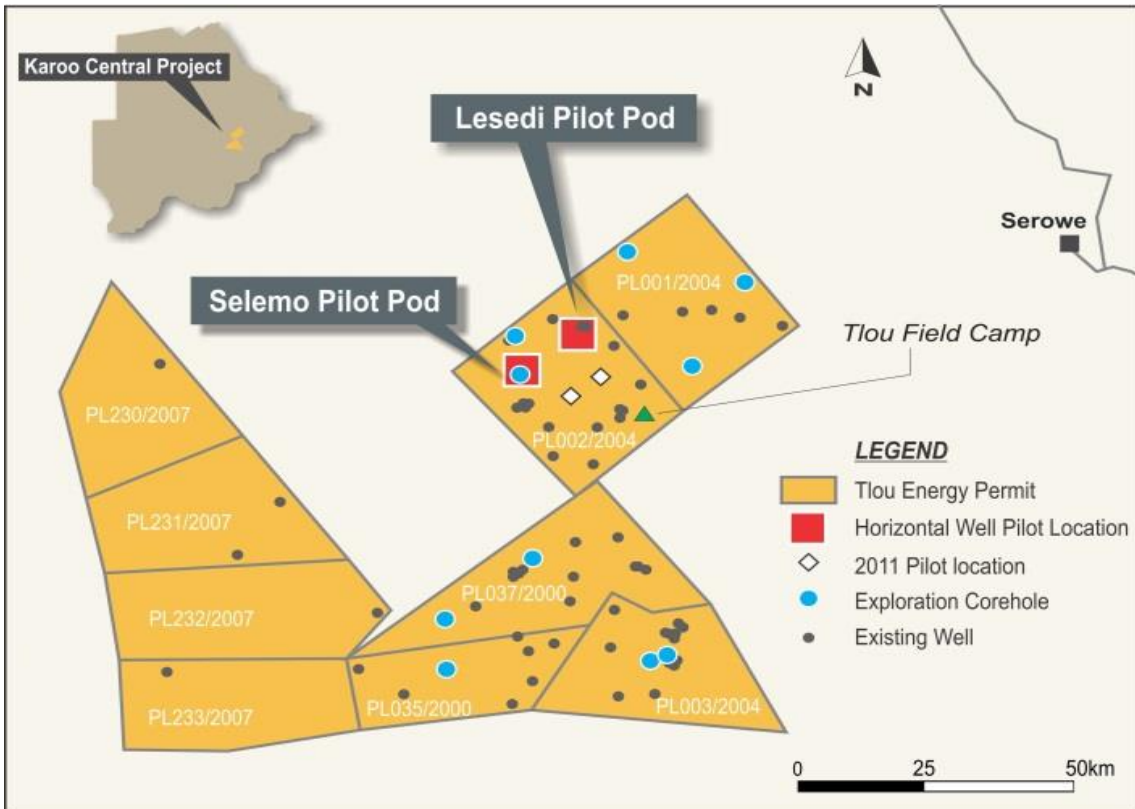 Karoo Central Project
N
Lesedi Pilot Pod
Serowe
PL001/2004
Selemo Pilot Pod
Tlou Field Camp
PL230/2007
PL002/2004
LEGEND
Tlou Energy Permit
Horizontal Well Pilot Location
2011 Pilot location
Exploration Corehole
Existing Well
PL231/2007
PL037/2000
PL232/2007
PL233/2007
PL035/2000
PL003/2004
0 25 50km